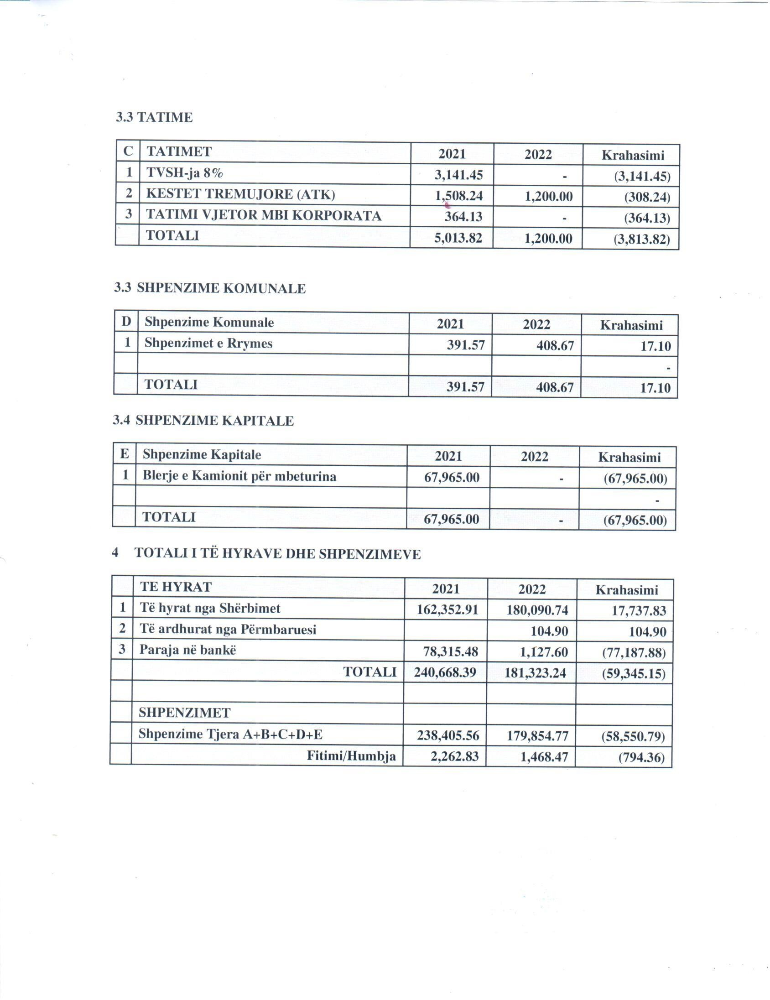 3.3 TATIME
C TATIMET 2021 2022 Krahasimi
1 TVSH-ja 8% 3,141.45 - (3,141.45)
2 KESTET TREMUJORE (ATK) 1,508.24 1,200.00 (308.24)
3 TATIMI VJETOR MBI KORPORATA 364.13 - (364.13)
TOTALI 5,013.82 1,200.00 (3,813.82)
3.3 SHPENZIME KOMUNALE
D Shpenzime Komunale 2021 2022 Krahasimi
1 Shpenzimet e Rrymes 391.57 408.67 17.10
-
TOTALI 391.57 408.67 17.10
3.4 SHPENZIME KAPITALE
E Shpenzime Kapitale 2021 2022 Krahasimi
1 Blerje e Kamionit për mbeturina 67,965.00 - (67,965.00)
-
TOTALI 67,965.00 - (67,965.00)
4 TOTALI I TË HYRAVE DHE SHPENZIMEVE
TE HYRAT 2021 2022 Krahasimi
1 Të hyrat nga Shërbimet 162,352.91 180,090.74 17,737.83
2 Të ardhurat nga Përmbaruesi 104.90 104.90
3 Paraja në bankë 78,315.48 1,127.60 (77,187.88)
TOTALI 240,668.39 181,323.24 (59,345.15)
SHPENZIMET
Shpenzime Tjera A+B+C+D+E 238,405.56 179,854.77 (58,550.79)
Fitimi/Humbja 2,262.83 1,468.47 (794.36)